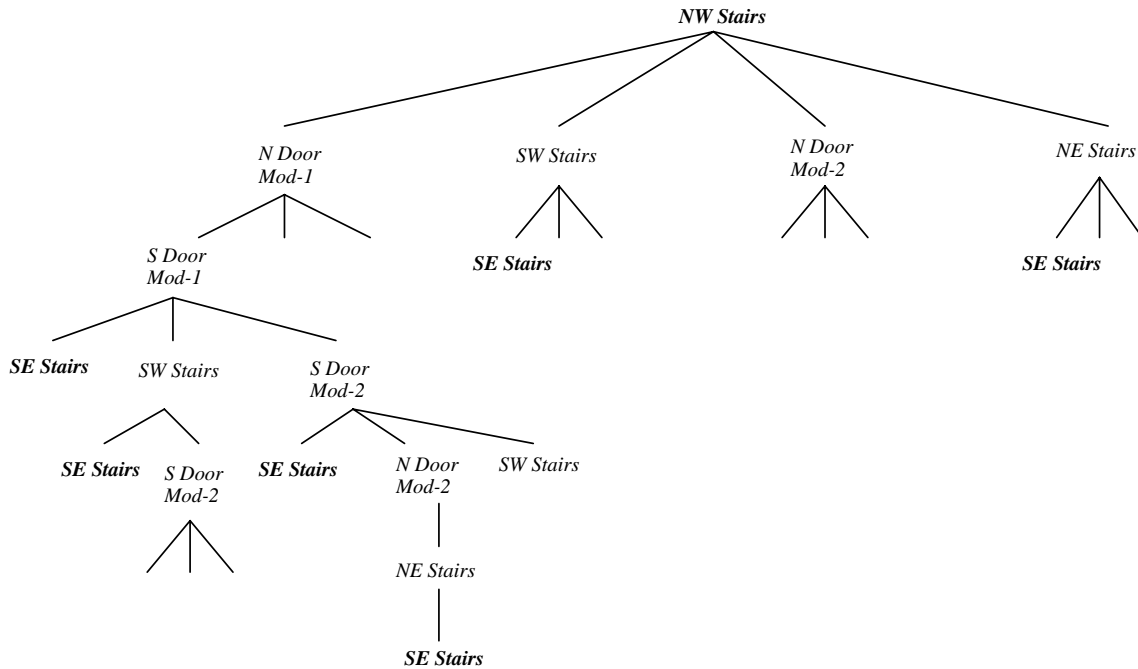 NW Stairs
N Door
Mod-1
SW Stairs
N Door
Mod-2
NE Stairs
S Door
Mod-1
SE Stairs
SE Stairs
SE Stairs
SW Stairs
S Door
Mod-2
SE Stairs
S Door
Mod-2
SE Stairs
N Door
Mod-2
SW Stairs
NE Stairs
SE Stairs